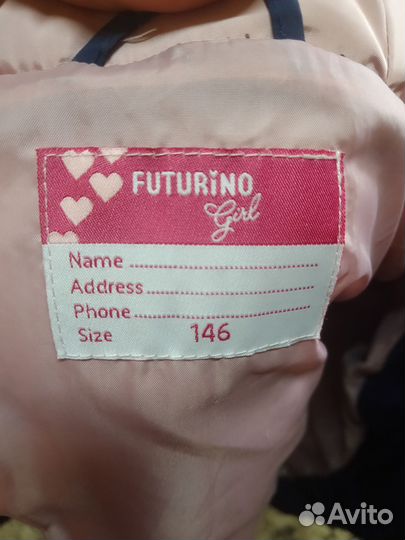 FUTURiNO
Girl
Name
Address
Phone
Size 146
Avito